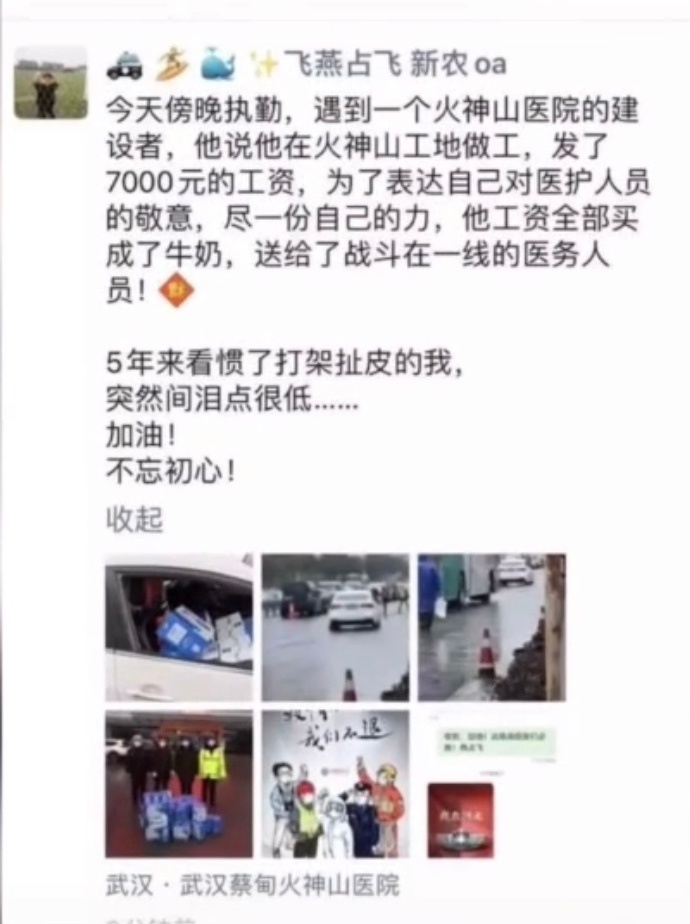 飞燕占飞 新农oa
今天傍晚执勤，遇到一个火神山医院的建
设者，他说他在火神山工地做工，发了
7000元的工资，为了表达自己对医护人员
的敬意，尽一份自己的力，他工资全部买
成了牛奶，送给了战斗在一线的医务人
员！
5年来看惯了打架扯皮的我，
突然间泪点很低……
加油！
不忘初心！
收起
我们不退
武汉 · 武汉蔡甸火神山医院